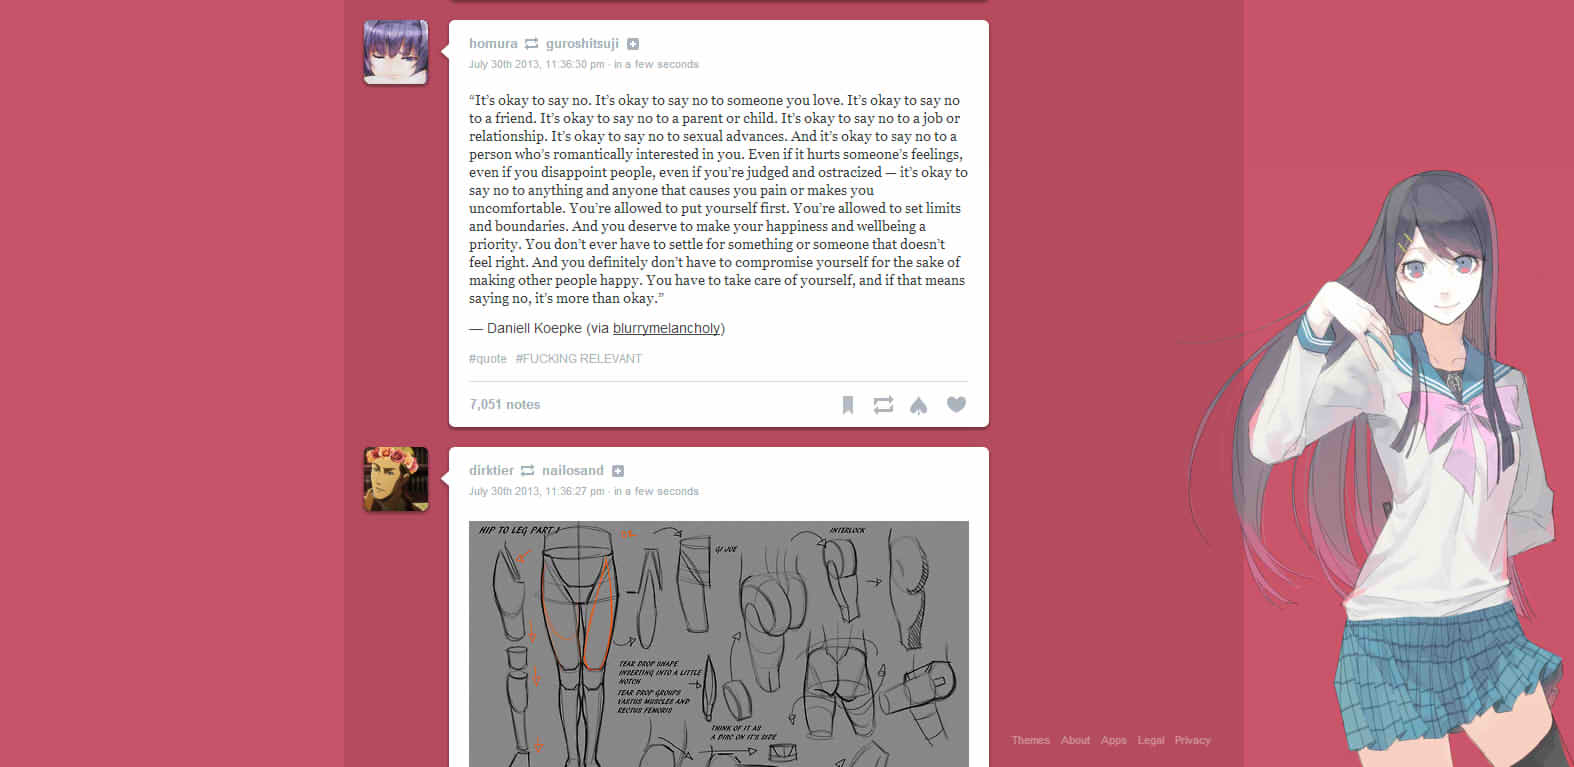 homura guroshitsuji
July 30th 2013, 11:36:30 pm · in a few seconds
“It’s okay to say no. It’s okay to say no to someone you love. It’s okay to say no
to a friend. It’s okay to say no to a parent or child. It’s okay to say no to a job or
relationship. It’s okay to say no to sexual advances. And it’s okay to say no to a
person who’s romantically interested in you. Even if it hurts someone’s feelings,
even if you disappoint people, even if you’re judged and ostracized — it’s okay to
say no to anything and anyone that causes you pain or makes you
uncomfortable. You’re allowed to put yourself first. You’re allowed to set limits
and boundaries. And you deserve to make your happiness and wellbeing a
priority. You don’t ever have to settle for something or someone that doesn’t
feel right. And you definitely don’t have to compromise yourself for the sake of
making other people happy. You have to take care of yourself, and if that means
saying no, it’s more than okay.”
— Daniell Koepke (via blurrymelancholy)
#quote #FUCKING RELEVANT
7,051 notes
dirktier nailosand
July 30th 2013, 11:36:27 pm · in a few seconds
HIP TO LEG PART 1
INTERLOCK
GI JOE
TEAR DROP SHAPE
INSERTING INTO A LITTLE
NOTCH
TEAR DROP GROUPS
VASTUS MUSCLES AND
RECTUS FEMORIS
THINK OF IT AS
A DISC ON IT'S SIDE
Themes About Apps Legal Privacy